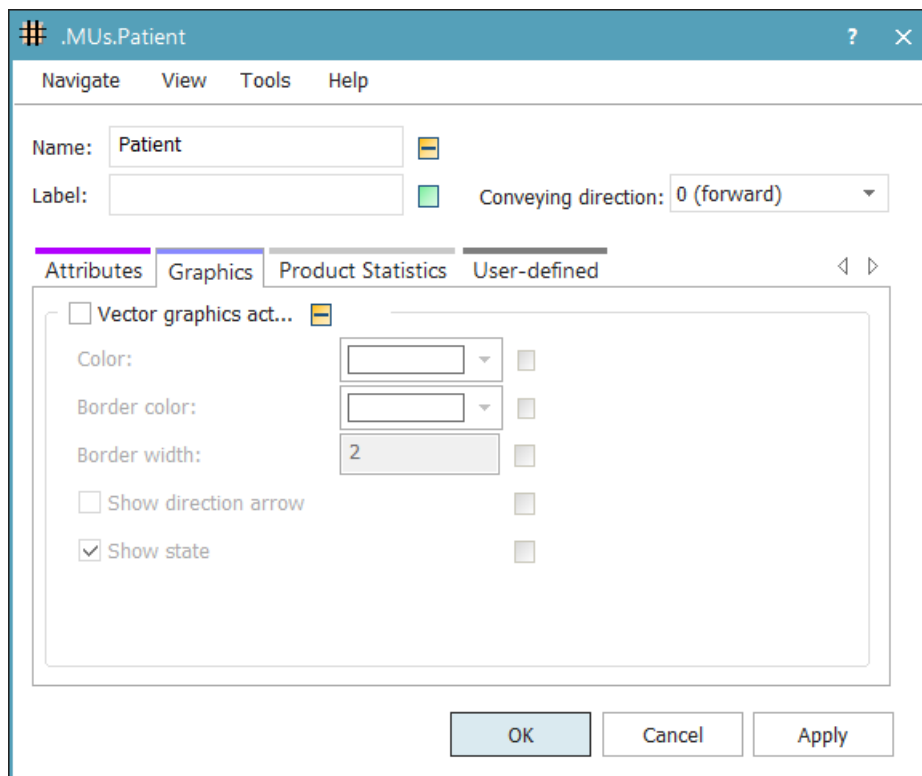 .MUs.Patient ? ×
Navigate View Tools Help
Name: Patient
Label: Conveying direction: 0 (forward)
Attributes Graphics Product Statistics User-defined
Vector graphics act...
Color:
Border color:
Border width: 2
Show direction arrow
Show state
OK Cancel Apply